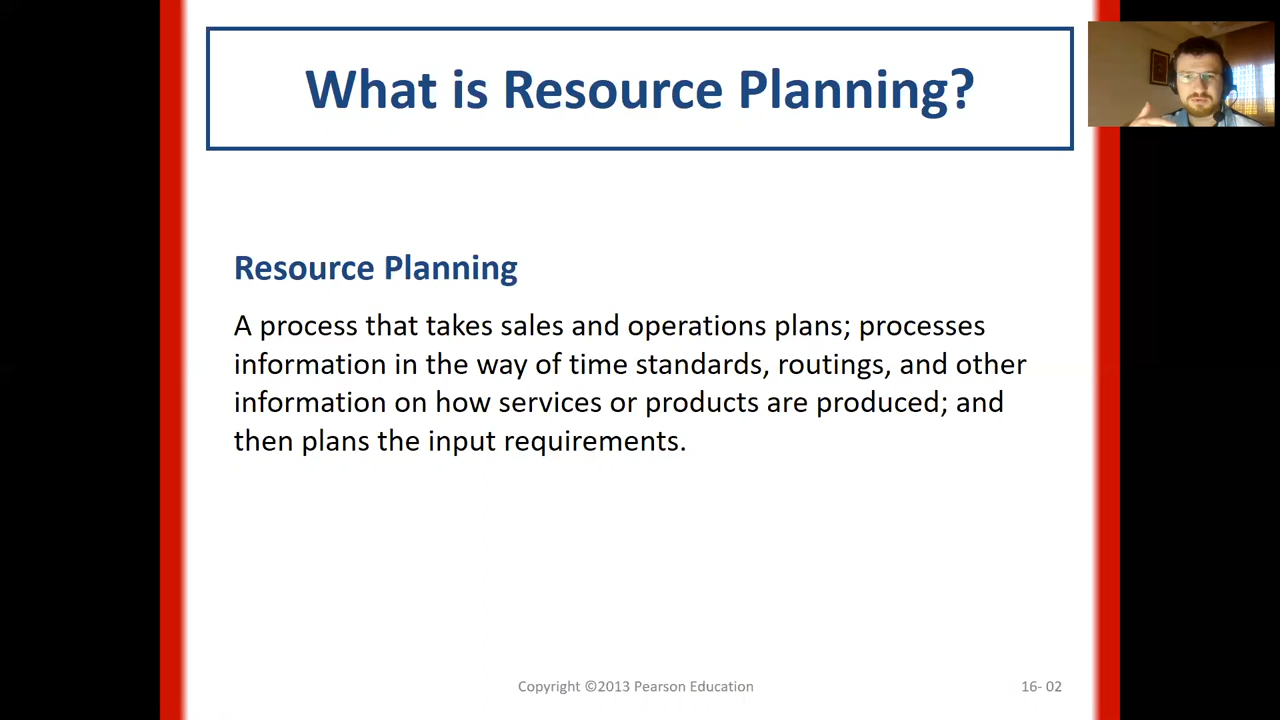 What is Resource Planning?
Resource Planning
A process that takes sales and operations plans; processes
information in the way of time standards, routings, and other
information on how services or products are produced; and
then plans the input requirements.
Copyright ©2013 Pearson Education
16- 02